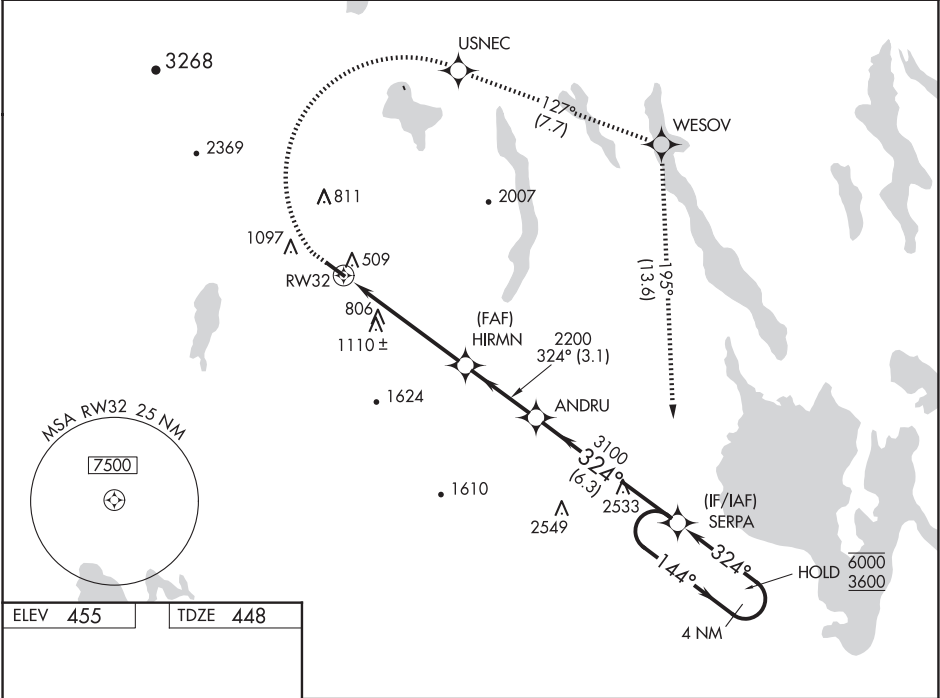 USNEC
3268
127°
(7.7)
WESOV
2369
811
2007
1097
509
RW32
195°
(13.6)
806
1110 ±
(FAF)
HIRMN
2200
324° (3.1)
1624
ANDRU
MSA RW32 25 NM
7500
3100
324°
(6.3)
1610
2533
2549
(IF/IAF)
SERPA
324°
144°
HOLD
6000
3600
4 NM
ELEV 455
TDZE 448